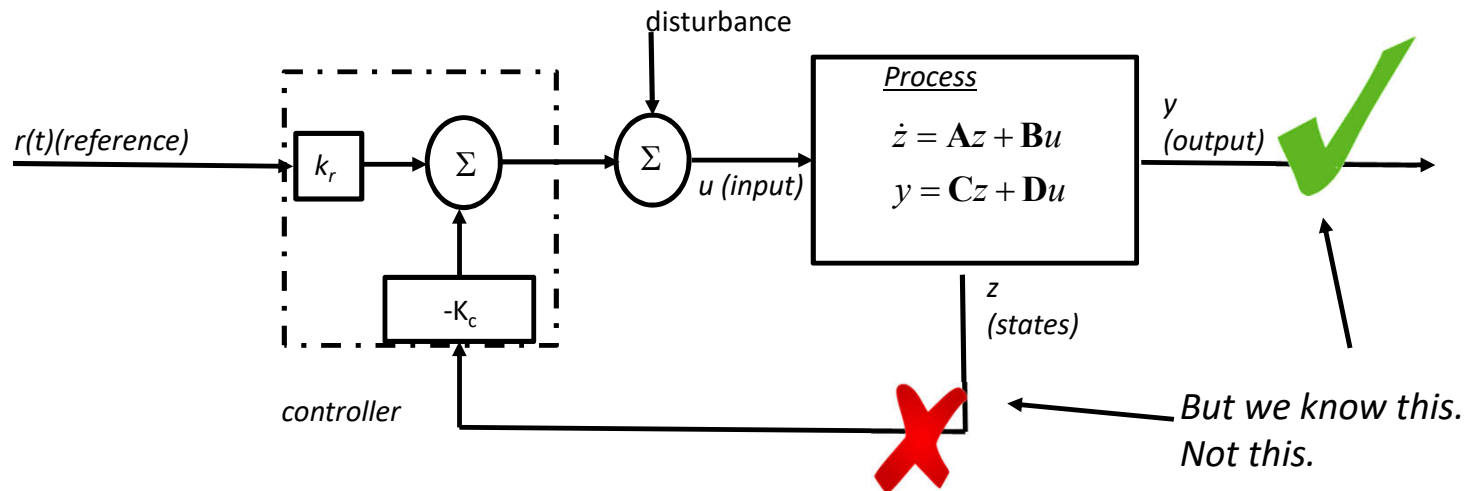 disturbance
r(t)(reference)
k_r
Σ
Σ
u (input)
Process
ż = Az + Bu
y = Cz + Du
y
(output)
-K_c
z
(states)
controller
But we know this.
Not this.